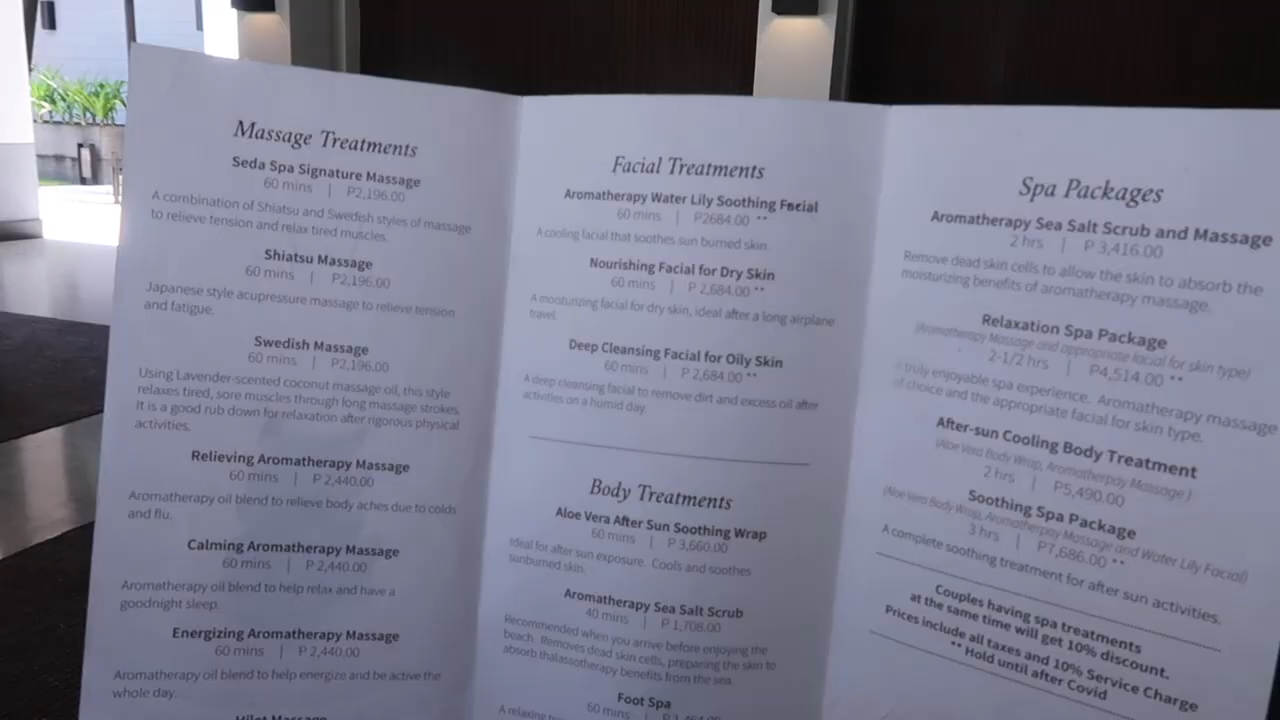 Massage Treatments
Seda Spa Signature Massage
60 mins | P2,196.00
A combination of Shiatsu and Swedish styles of massage
to relieve tension and relax tired muscles.
Shiatsu Massage
60 mins | P2,196.00
Japanese style acupressure massage to relieve tension
and fatigue.
Swedish Massage
60 mins | P2,196.00
Using Lavender-scented coconut massage oil, this style
relaxes tired, sore muscles through long massage strokes.
It is a good rub down for relaxation after rigorous physical
activities.
Relieving Aromatherapy Massage
60 mins | P 2,440.00
Aromatherapy oil blend to relieve body aches due to colds
and flu.
Calming Aromatherapy Massage
60 mins | P 2,440.00
Aromatherapy oil blend to help relax and have a
goodnight sleep.
Energizing Aromatherapy Massage
60 mins | P 2,440.00
Aromatherapy oil blend to help energize and be active the
whole day.
Hilot Massage
Facial Treatments
Aromatherapy Water Lily Soothing Facial
60 mins | P2684.00 **
A cooling facial that soothes sun burned skin.
Nourishing Facial for Dry Skin
60 mins | P 2,684.00 **
A moisturizing facial for dry skin, ideal after a long airplane
travel.
Deep Cleansing Facial for Oily Skin
60 mins | P 2,684.00 **
A deep cleansing facial to remove dirt and excess oil after
activities on a humid day.
Body Treatments
Aloe Vera After Sun Soothing Wrap
60 mins | P 3,660.00
Ideal for after sun exposure. Cools and soothes
sunburned skin.
Aromatherapy Sea Salt Scrub
40 mins | P 1,708.00
Recommended when you arrive before enjoying the
beach. Removes dead skin cells, preparing the skin to
absorb thalassotherapy benefits from the sea.
Foot Spa
60 mins | P 1,464.00
A relaxing
Spa Packages
Aromatherapy Sea Salt Scrub and Massage
2 hrs | P 3,416.00
Remove dead skin cells to allow the skin to absorb the
moisturizing benefits of aromatherapy massage.
Relaxation Spa Package
(Aromatherapy Massage and appropriate facial for skin type)
2-1/2 hrs | P4,514.00 **
A truly enjoyable spa experience. Aromatherapy massage
of choice and the appropriate facial for skin type.
After-sun Cooling Body Treatment
(Aloe Vera Body Wrap, Aromatherpay Massage )
2 hrs | P5,490.00
Soothing Spa Package
(Aloe Vera Body Wrap, Aromatherpay Massage and Water Lily Facial)
3 hrs | P7,686.00 **
A complete soothing treatment for after sun activities.
Couples having spa treatments
at the same time will get 10% discount.
Prices include all taxes and 10% Service Charge
** Hold until after Covid